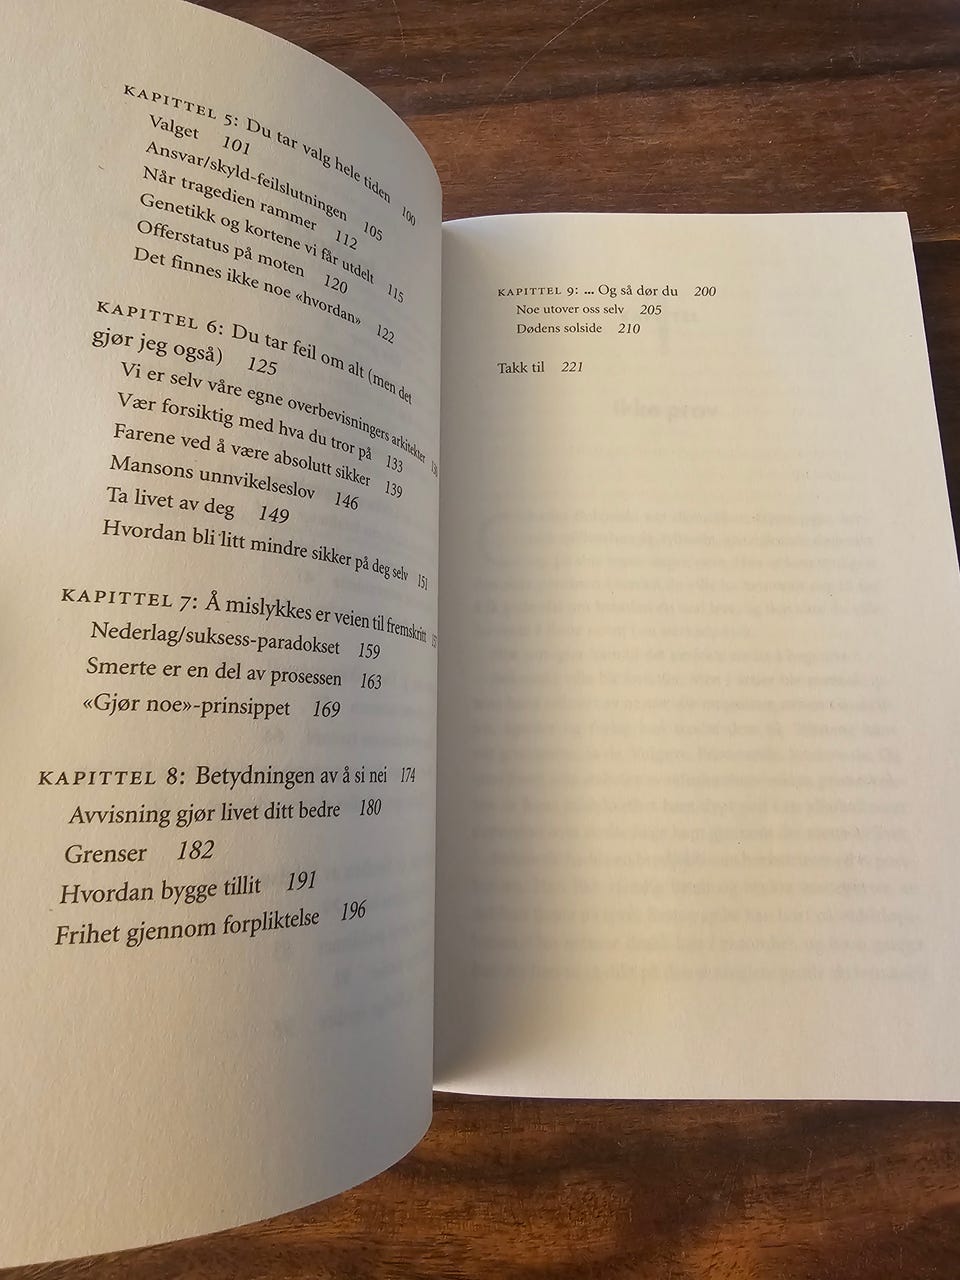 KAPITTEL 5: Du tar valg hele tiden 100
Valget 101
Ansvar/skyld-feilslutningen 105
Når tragedien rammer 112
Genetikk og kortene vi får utdelt 115
Offerstatus på moten 120
Det finnes ikke noe «hvordan» 122
KAPITTEL 6: Du tar feil om alt (men det
gjør jeg også) 125
Vi er selv våre egne overbevisningers arkitekter 130
Vær forsiktig med hva du tror på 133
Farene ved å være absolutt sikker 139
Mansons unnvikelseslov 146
Ta livet av deg 149
Hvordan bli litt mindre sikker på deg selv 151
KAPITTEL 7: Å mislykkes er veien til fremskritt
Nederlag/suksess-paradokset 159
Smerte er en del av prosessen 163
«Gjør noe»-prinsippet 169
KAPITTEL 8: Betydningen av å si nei 174
Avvisning gjør livet ditt bedre 180
Grenser 182
Hvordan bygge tillit 191
Frihet gjennom forpliktelse 196
KAPITTEL 9: ... Og så dør du 200
Noe utover oss selv 205
Dødens solside 210
Takk til 221